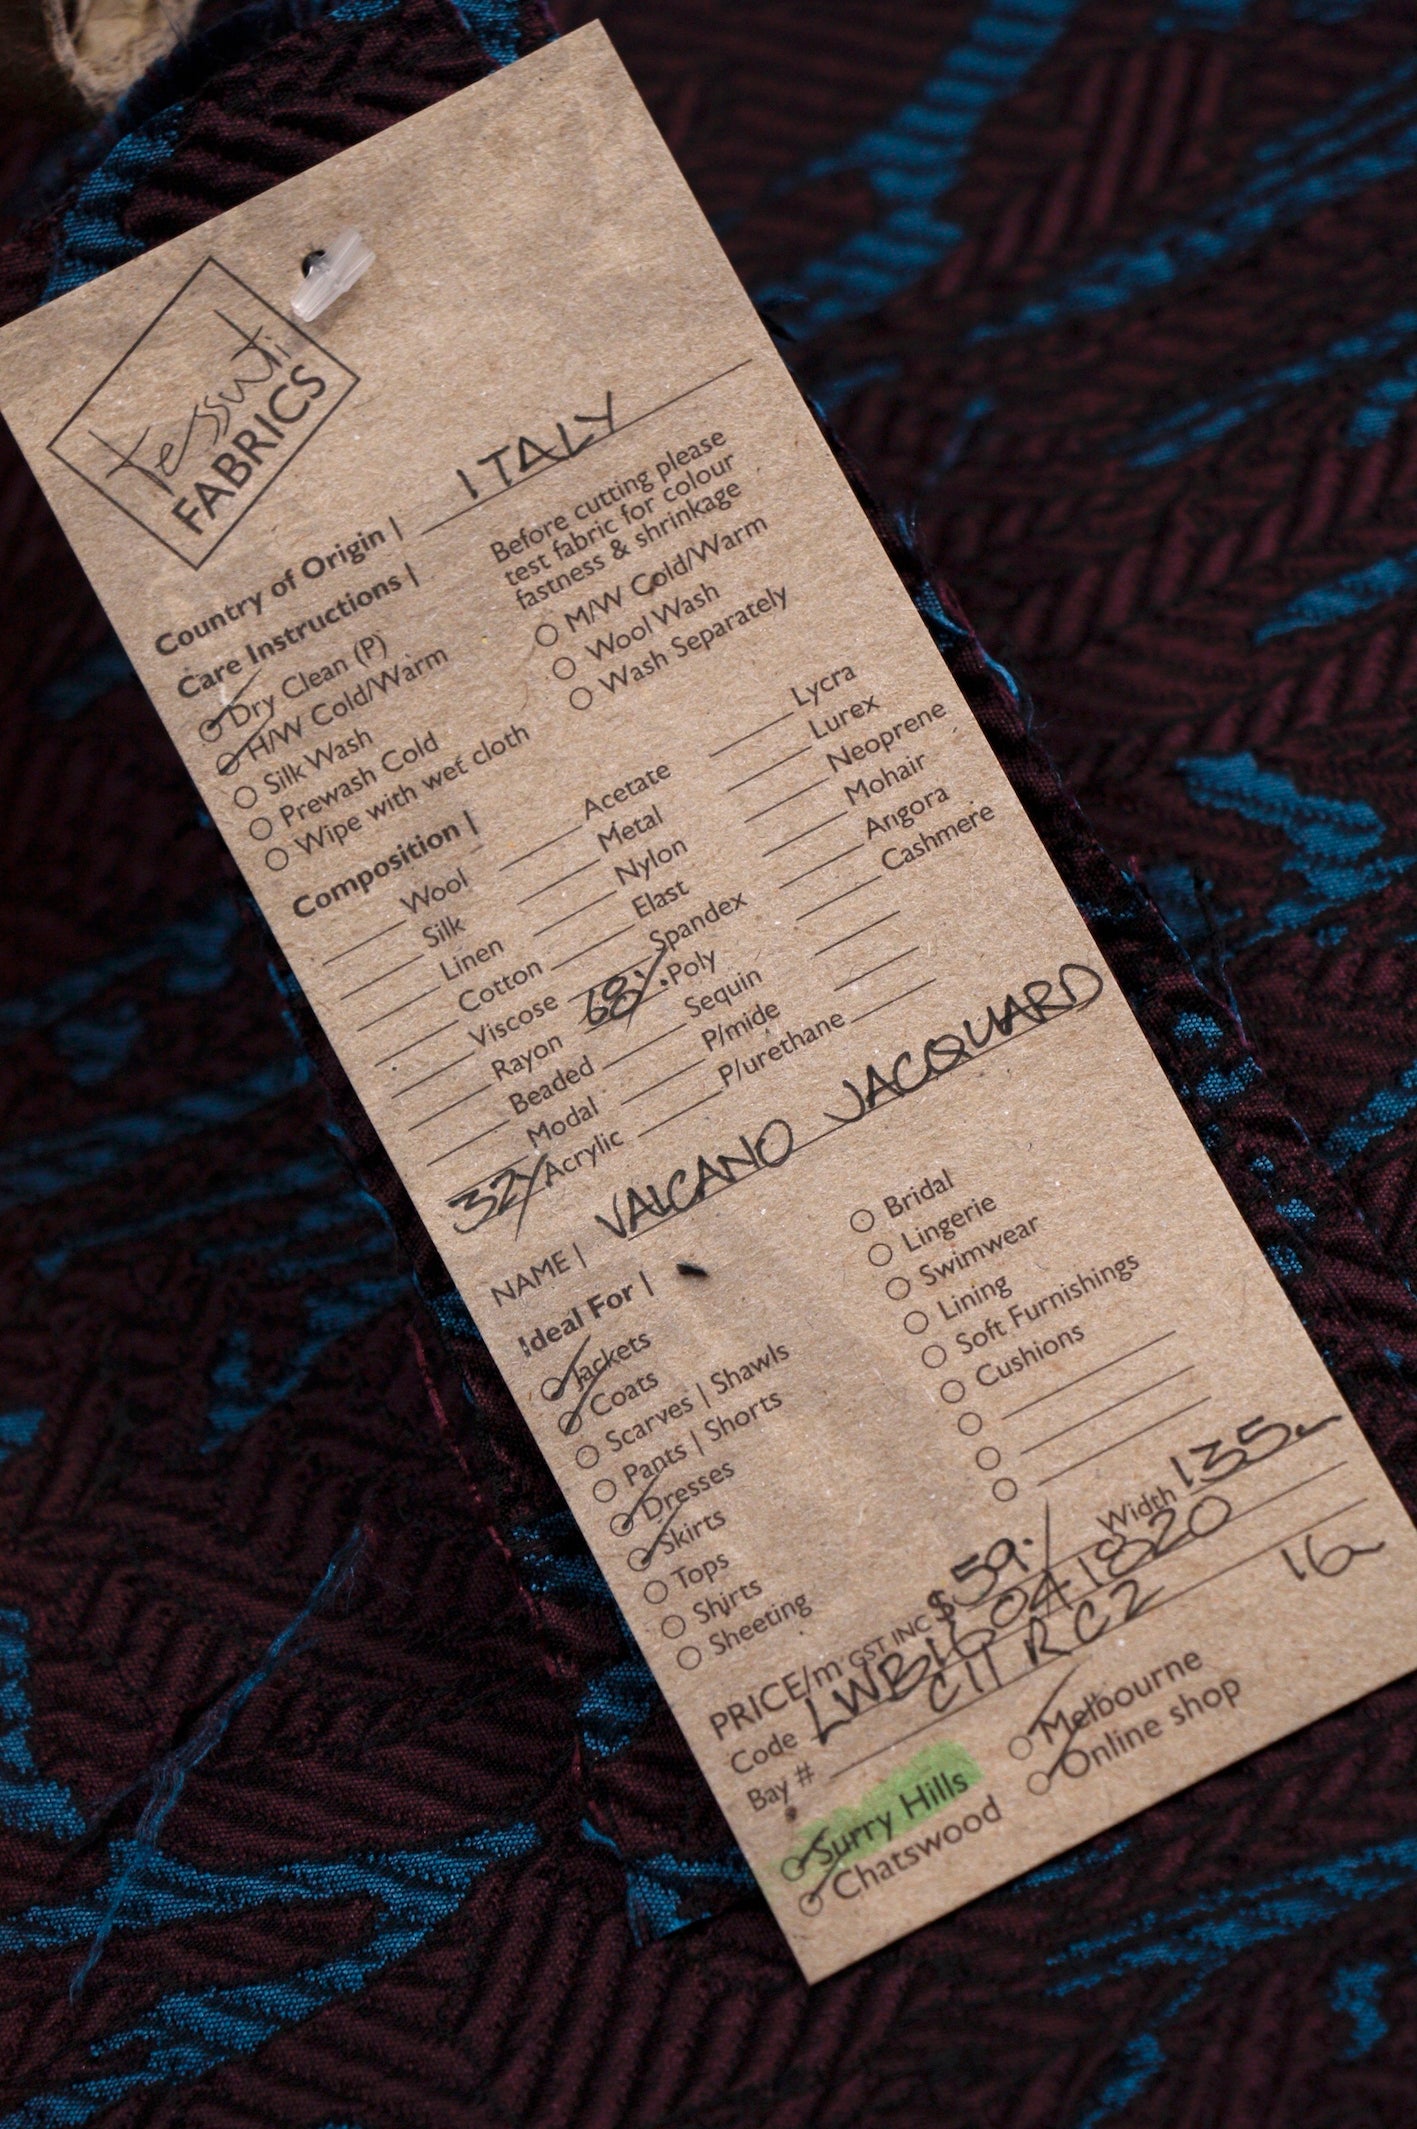 tessuti
FABRICS
Country of Origin | ITALY
Care Instructions |
Before cutting please
test fabric for colour
fastness & shrinkage
Dry Clean (P)
H/W Cold/Warm
Silk Wash
Prewash Cold
Wipe with wet cloth
M/W Cold/Warm
Wool Wash
Wash Separately
Composition |
Wool
Silk
Linen
Cotton
Viscose
Rayon
Beaded
Modal
32% Acrylic
Acetate
Metal
Nylon
Elast
Spandex
68% Poly
Sequin
P/mide
P/urethane
Lycra
Lurex
Neoprene
Mohair
Angora
Cashmere
NAME | VALCANO JACQUARD
Ideal For |
Jackets
Coats
Scarves | Shawls
Pants | Shorts
Dresses
Skirts
Tops
Shirts
Sheeting
Bridal
Lingerie
Swimwear
Lining
Soft Furnishings
Cushions
PRICE/m GST INC $59.- Width 135
Code LWB16041820
Bay # C11 R C2 16
Surry Hills
Chatswood
Melbourne
Online shop